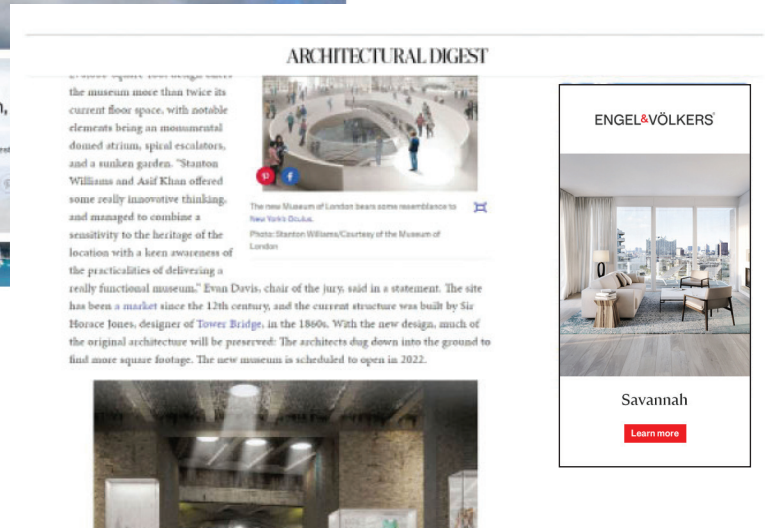 ARCHITECTURAL DIGEST
the museum more than twice its
current floor space, with notable
elements being an monumental
domed atrium, spiral escalators,
and a sunken garden. "Stanton
Williams and Asif Khan offered
some really innovative thinking,
and managed to combine a
sensitivity to the heritage of the
location with a keen awareness of
the practicalities of delivering a
really functional museum," Evan Davis, chair of the jury, said in a statement. The site
has been a market since the 12th century, and the current structure was built by Sir
Horace Jones, designer of Tower Bridge, in the 1860s. With the new design, much of
the original architecture will be preserved: The architects dug down into the ground to
find more square footage. The new museum is scheduled to open in 2022.
The new Museum of London bears some resemblance to
New York's Oculus.
Photo: Stanton Williams/Courtesy of the Museum of
London
ENGEL&VÖLKERS
Savannah
Learn more